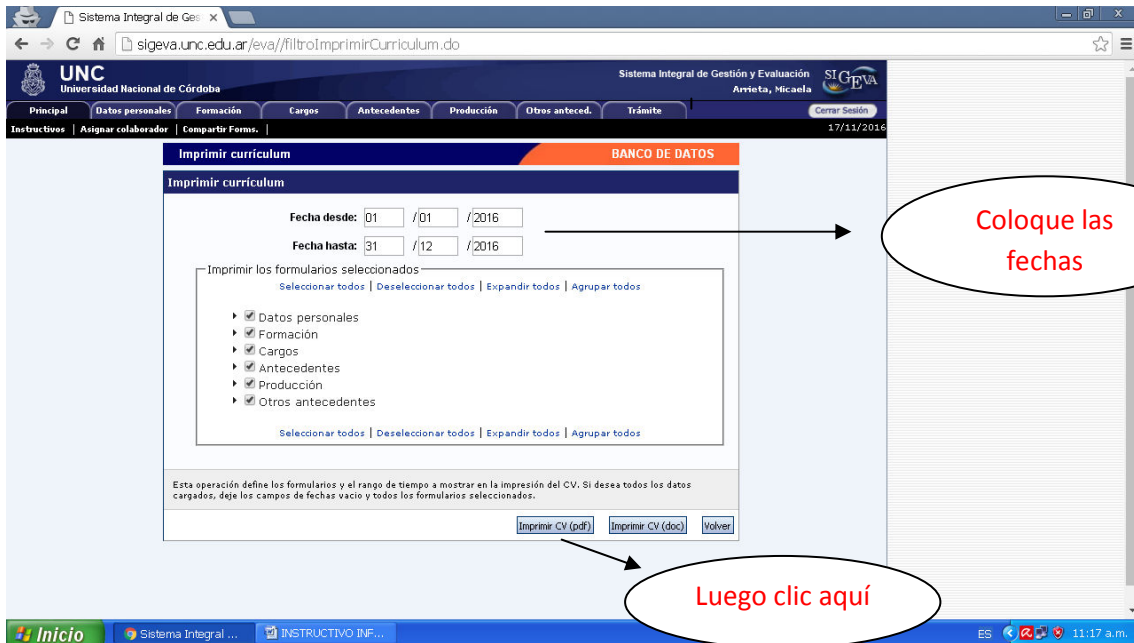 Sistema Integral de Ges
sigeva.unc.edu.ar/eva//filtroImprimirCurriculum.do
UNC
Universidad Nacional de Córdoba
Sistema Integral de Gestión y Evaluación
Arrieta, Micaela
SIGEVA
Principal Datos personales Formación Cargos Antecedentes Producción Otros anteced. Trámite Cerrar Sesión
Instructivos | Asignar colaborador | Compartir Forms. | 17/11/2016
Imprimir currículum BANCO DE DATOS
Imprimir currículum
Fecha desde: 01 / 01 / 2016
Fecha hasta: 31 / 12 / 2016
Coloque las
fechas
Imprimir los formularios seleccionados
Seleccionar todos | Deseleccionar todos | Expandir todos | Agrupar todos
Datos personales
Formación
Cargos
Antecedentes
Producción
Otros antecedentes
Seleccionar todos | Deseleccionar todos | Expandir todos | Agrupar todos
Esta operación define los formularios y el rango de tiempo a mostrar en la impresión del CV. Si desea todos los datos
cargados, deje los campos de fechas vacio y todos los formularios seleccionados.
Imprimir CV (pdf) Imprimir CV (doc) Volver
Luego clic aquí
Inicio Sistema Integral ... INSTRUCTIVO INF... ES 11:17 a.m.